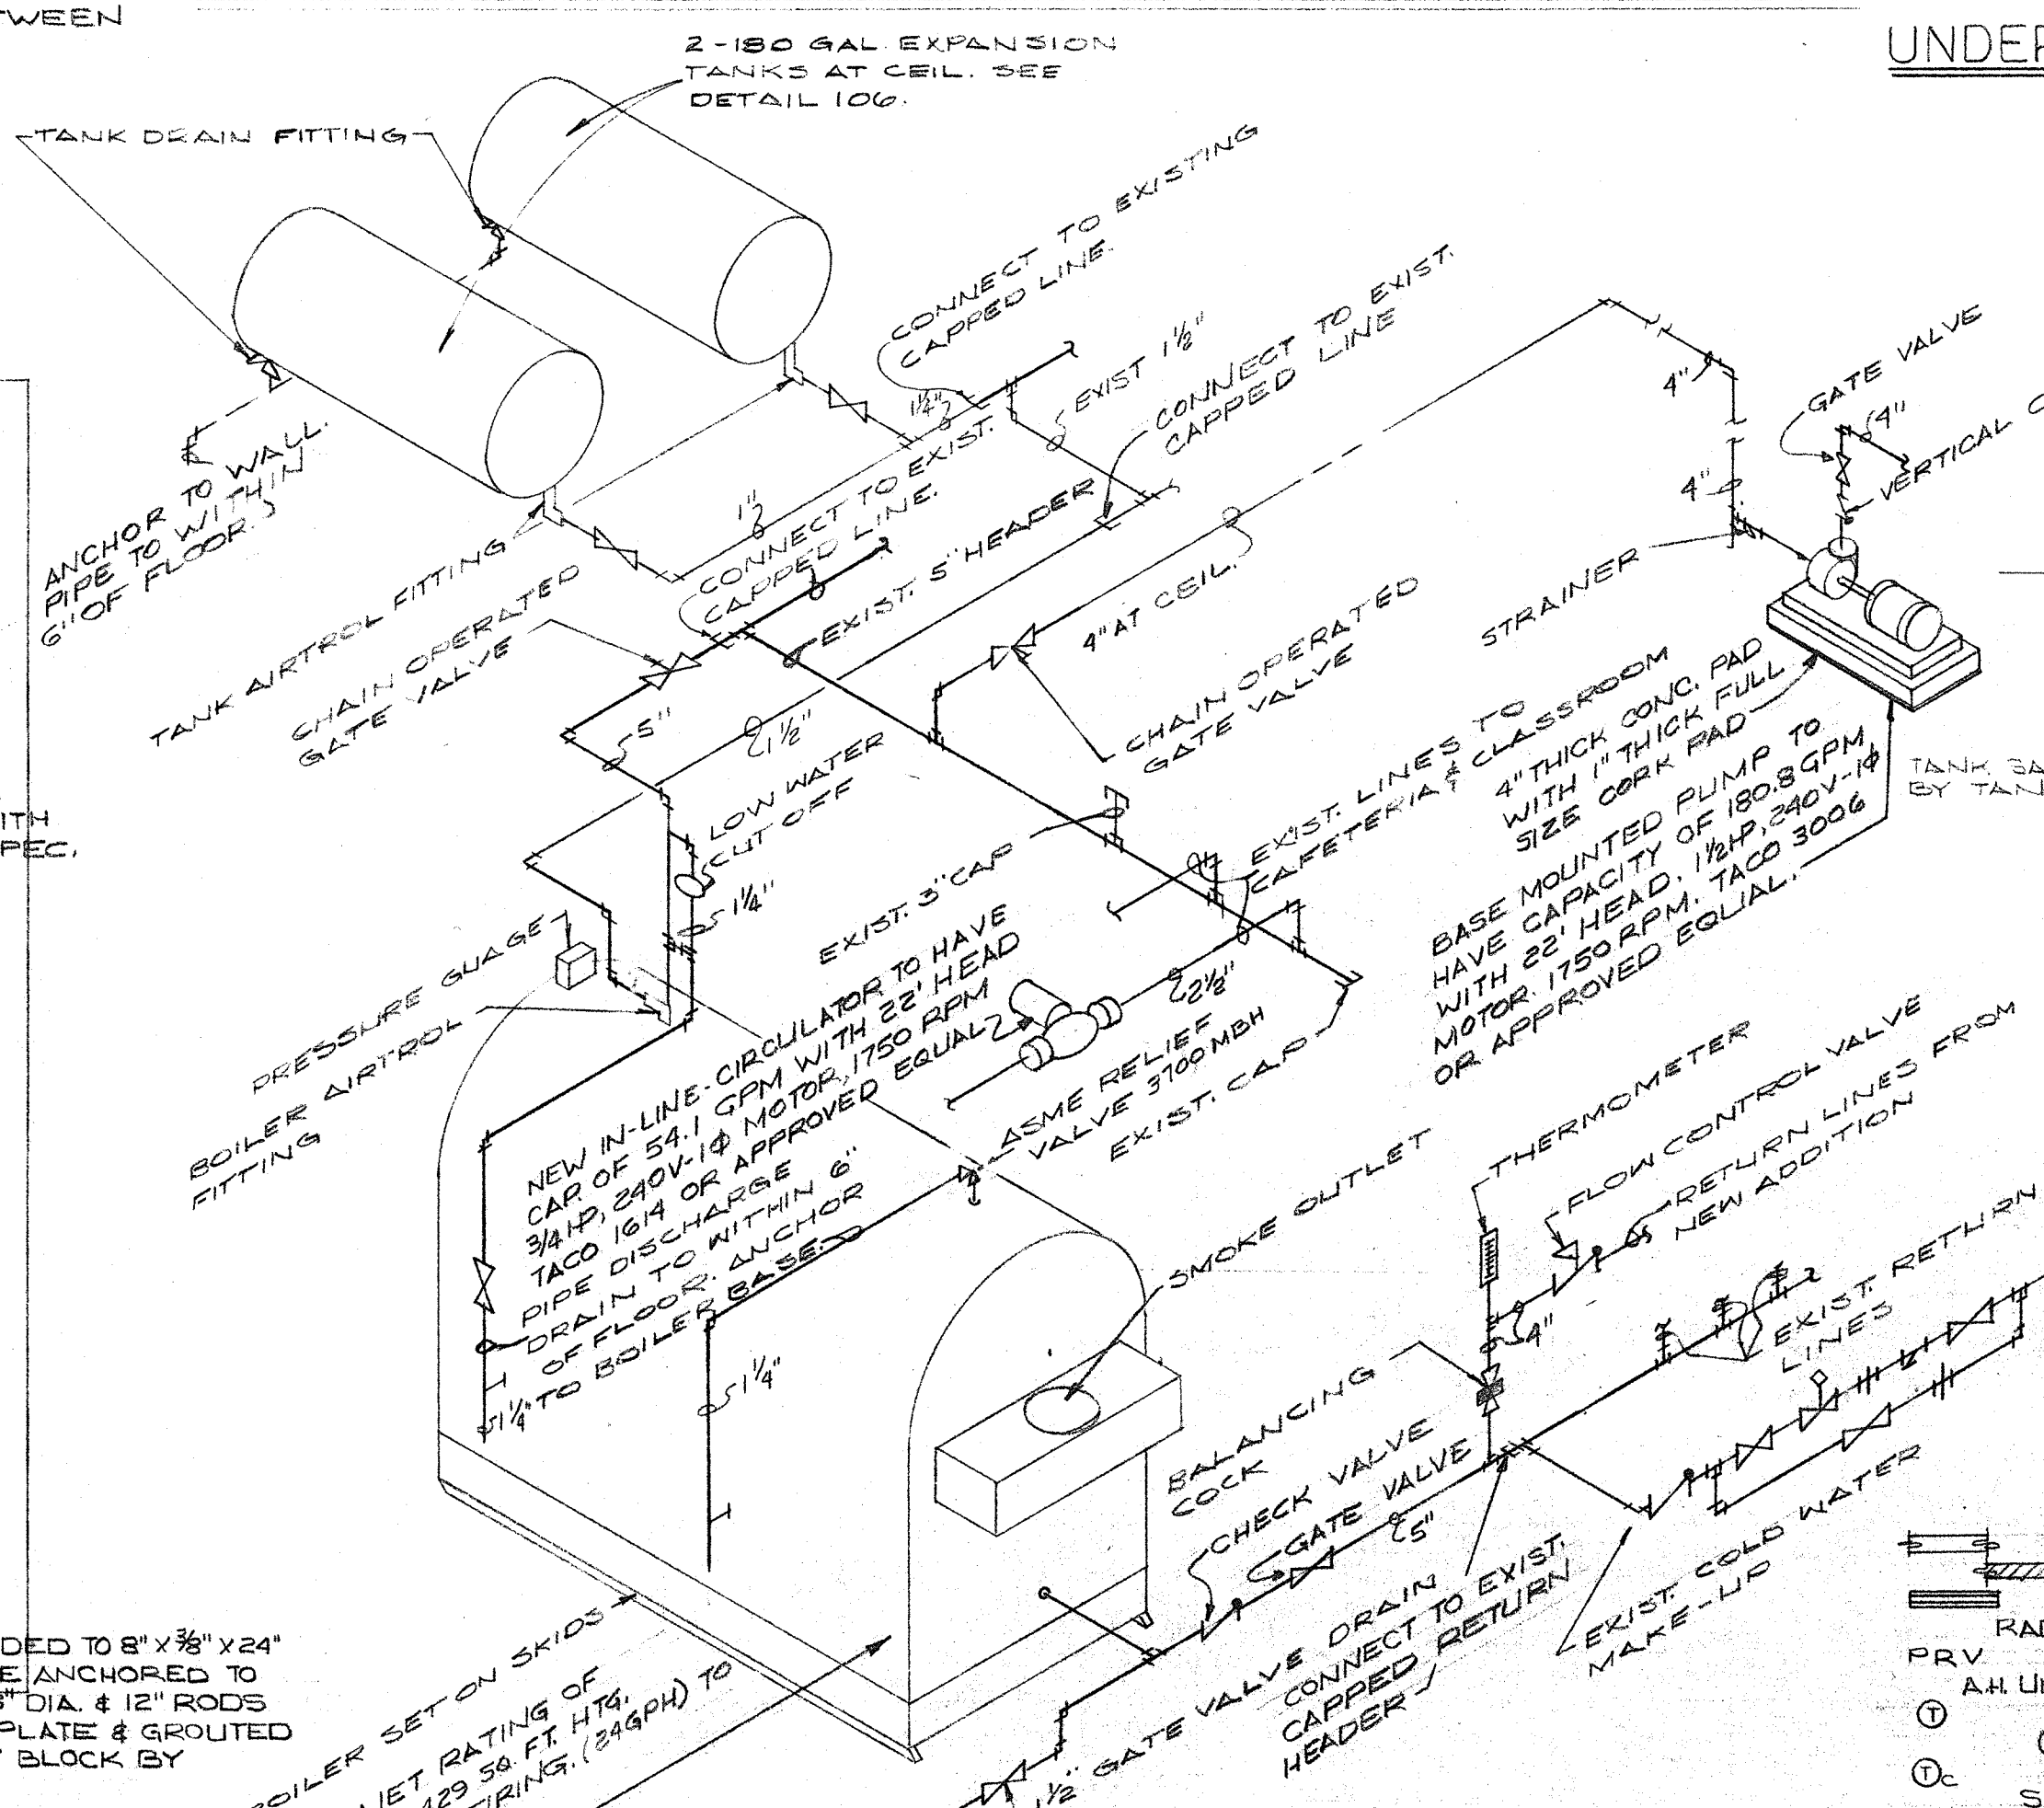 TWEEN
2-180 GAL. EXPANSION
TANKS AT CEIL. SEE
DETAIL 106.
UNDER
TANK DRAIN FITTING
ANCHOR TO WALL.
PIPE TO WITHIN
6" OF FLOOR.
CONNECT TO EXISTING
CAPPED LINE.
1¼"
EXIST 1½"
CONNECT TO EXIST.
CAPPED LINE
4"
GATE VALVE
4"
VERTICAL C
4"
TANK AIRTROL FITTING
1"
CONNECT TO EXIST.
CAPPED LINE.
EXIST. 5" HEADER
CHAIN OPERATED
GATE VALVE
4" AT CEIL.
CHAIN OPERATED
GATE VALVE
STRAINER
5"
1½"
LOW WATER
CUT OFF
1¼"
EXIST. 3" CAP
EXIST. LINES TO
CAFETERIA & CLASSROOM
4" THICK CONC. PAD
WITH 1" THICK FULL
SIZE CORK PAD
BASE MOUNTED PUMP TO
HAVE CAPACITY OF 180.8 GPM
WITH 22' HEAD. 1½HP, 240V-1Φ
MOTOR. 1750 RPM. TACO 3006
OR APPROVED EQUAL.
TANK SA
BY TAN
ITH
PEC.
PRESSURE GUAGE
BOILER AIRTROL
FITTING
NEW IN-LINE-CIRCULATOR TO HAVE
CAP. OF 54.1 GPM WITH 22' HEAD
3/4 HP, 240V-1Φ MOTOR, 1750 RPM
TACO 1614 OR APPROVED EQUAL
PIPE DISCHARGE
DRAIN TO WITHIN 6"
OF FLOOR. ANCHOR
TO BOILER BASE.
1¼"
1¼"
2½"
ASME RELIEF
VALVE 3700 MBH
EXIST. CAP
SMOKE OUTLET
THERMOMETER
FLOW CONTROL VALVE
RETURN LINES FROM
NEW ADDITION
4"
EXIST. RETURN
LINES
BALANCING
COCK
CHECK VALVE
GATE VALVE
5"
1½" GATE VALVE DRAIN
CONNECT TO EXIST.
CAPPED RETURN
HEADER
EXIST. COLD WATER
MAKE-UP
DED TO 8" X 3/8" X 24"
E ANCHORED TO
" DIA. & 12" RODS
PLATE & GROUTED
BLOCK BY
OILER SET ON SKIDS
IET RATING OF
429 SQ. FT. HTG.
IRING. (24GPH) TO
RAD
PRV
A.H. UN
T
Tc
S